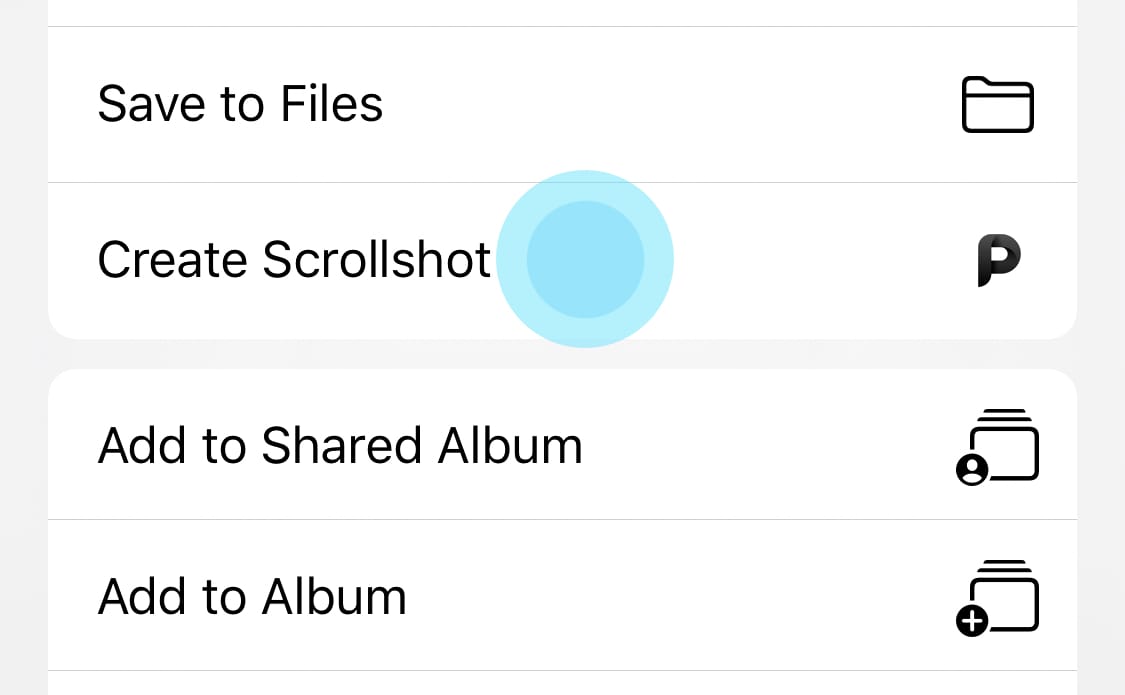 Save to Files
Create Scrollshot
Add to Shared Album
Add to Album